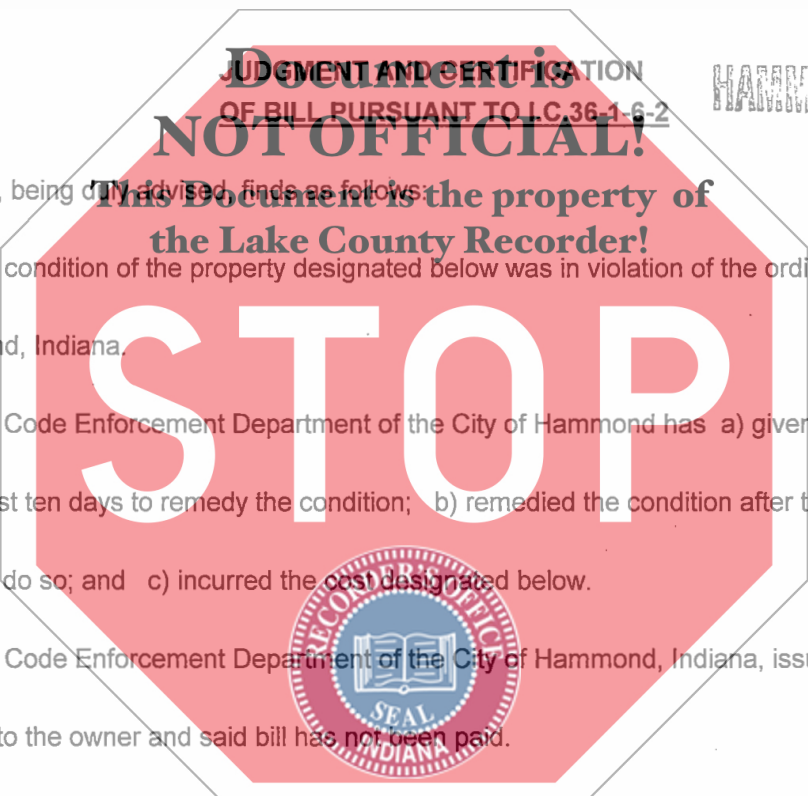 Document is
JUDGMENT AND CERTIFICATION
HAMM
OF BILL PURSUANT TO I.C. 36-1-6-2
NOT OFFICIAL!
, being duly advised, finds as follows:
This Document is the property of
the Lake County Recorder!
condition of the property designated below was in violation of the ordi
nd, Indiana.
STOP
Code Enforcement Department of the City of Hammond has a) given
st ten days to remedy the condition; b) remedied the condition after t
do so; and c) incurred the cost designated below.
RECORDER'S OFFICE
Code Enforcement Department of the City of Hammond, Indiana, issu
SEAL
to the owner and said bill has not been paid.
INDIANA